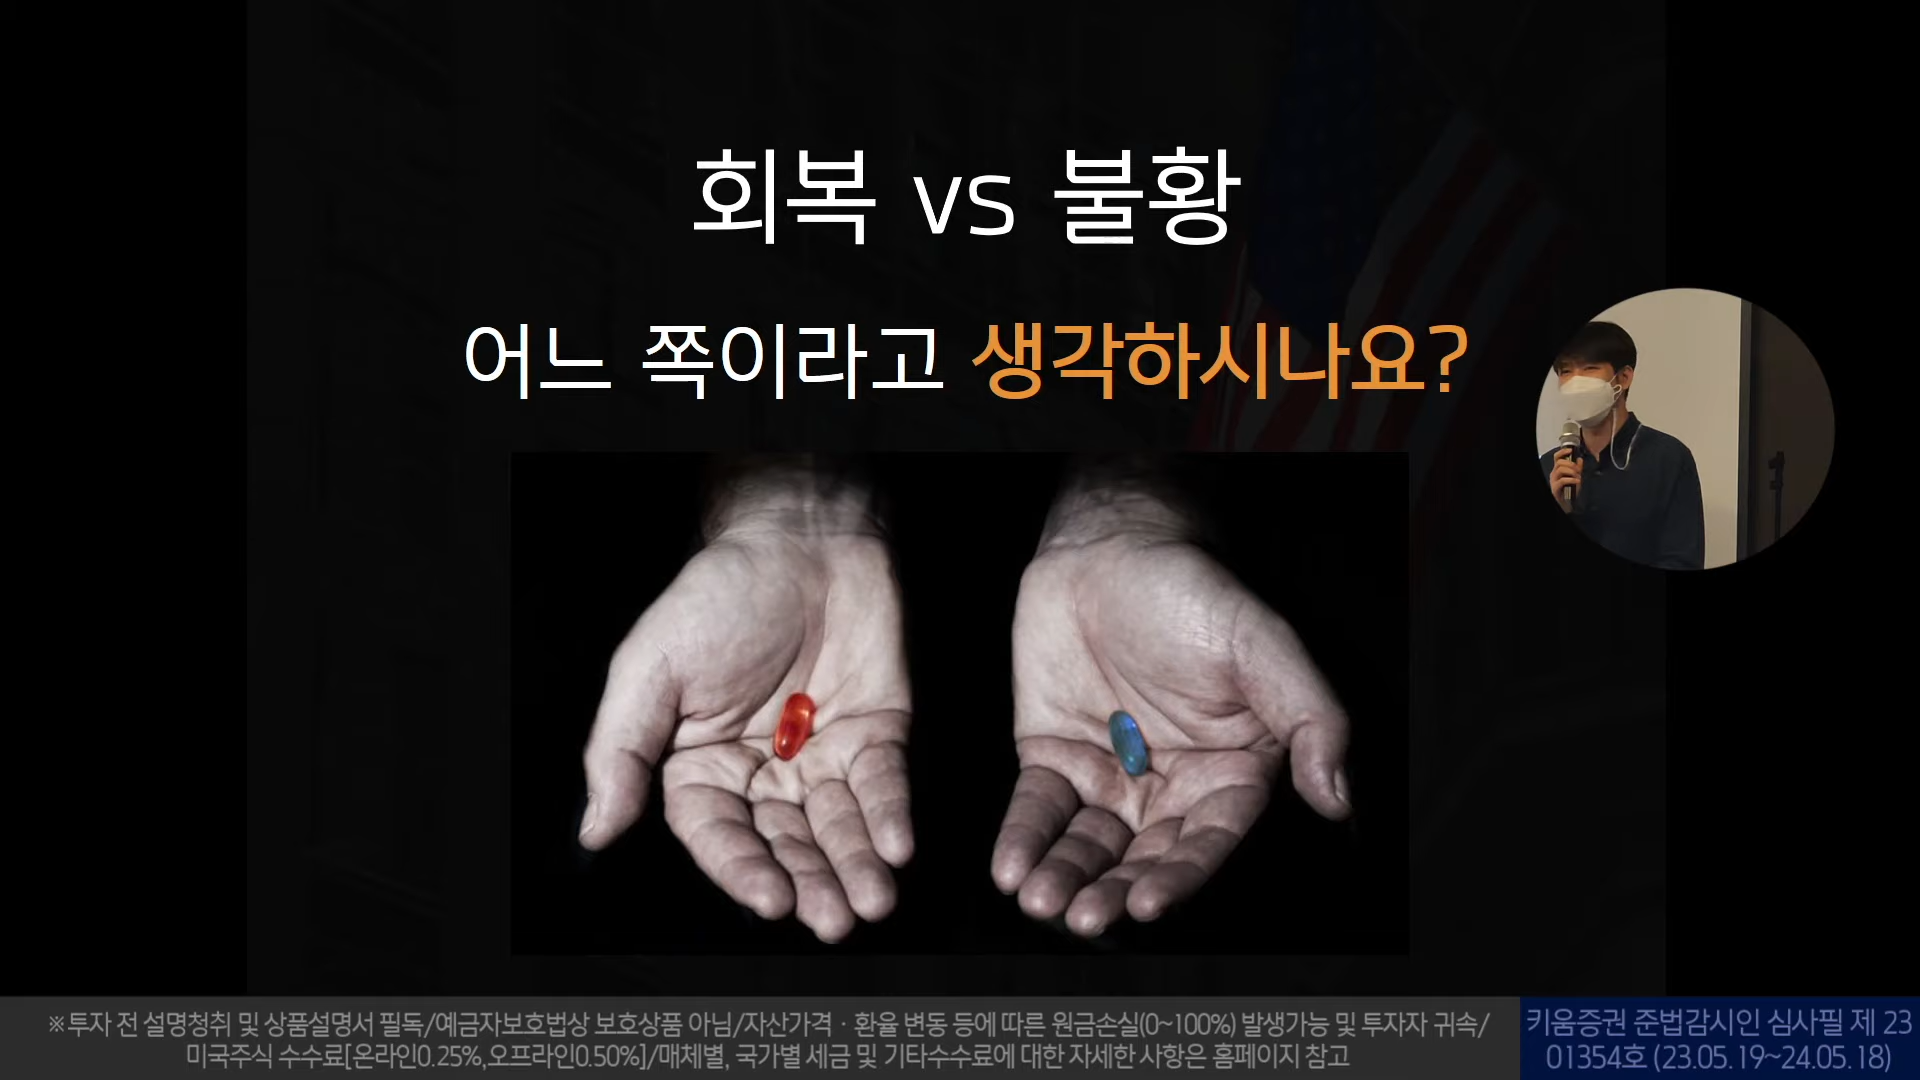 회복 vs 불황
어느 쪽이라고 생각하시나요?
※투자 전 설명청취 및 상품설명서 필독/예금자보호법상 보호상품 아님/자산가격 · 환율 변동 등에 따른 원금손실(0~100%) 발생가능 및 투자자 귀속/
미국주식 수수료[온라인0.25%,오프라인0.50%]/매체별, 국가별 세금 및 기타수수료에 대한 자세한 사항은 홈페이지 참고
키움증권 준법감시인 심사필 제 23
01354호 (23.05.19~24.05.18)